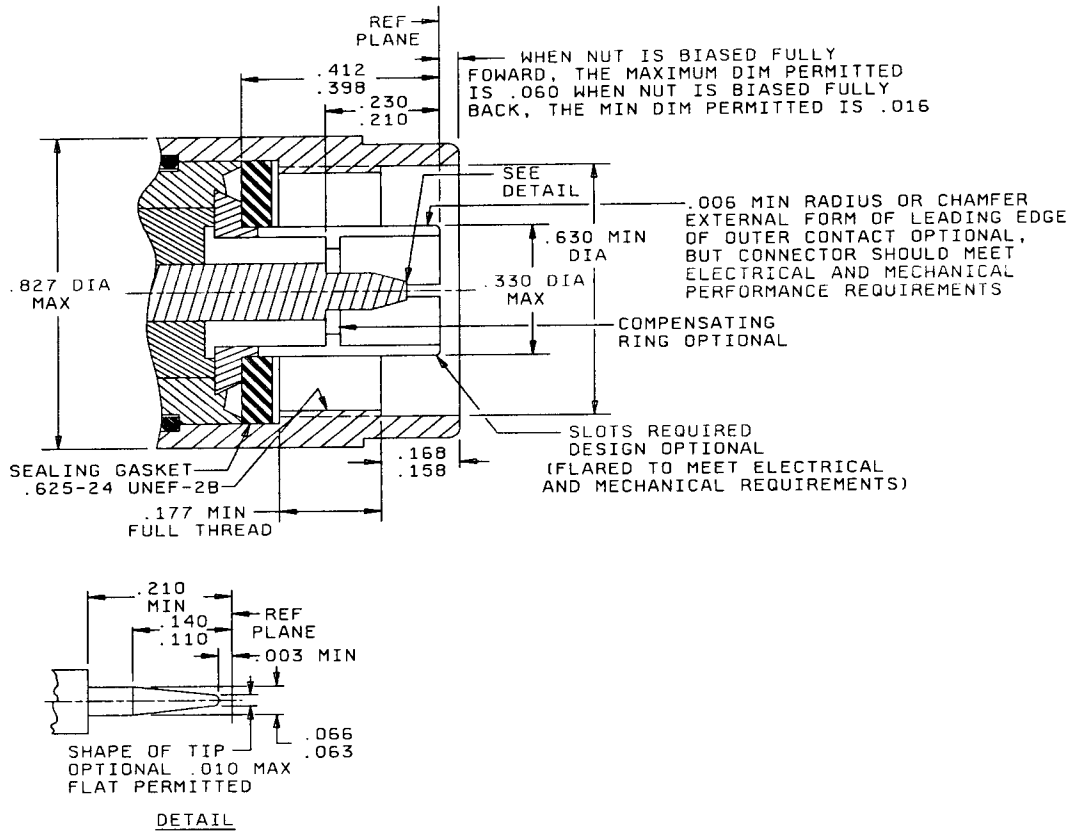 REF
PLANE
WHEN NUT IS BIASED FULLY
FOWARD, THE MAXIMUM DIM PERMITTED
IS .060 WHEN NUT IS BIASED FULLY
BACK, THE MIN DIM PERMITTED IS .016
.412
.398
.230
.210
SEE
DETAIL
.006 MIN RADIUS OR CHAMFER
EXTERNAL FORM OF LEADING EDGE
OF OUTER CONTACT OPTIONAL,
BUT CONNECTOR SHOULD MEET
ELECTRICAL AND MECHANICAL
PERFORMANCE REQUIREMENTS
.630 MIN
DIA
.827 DIA
MAX
.330 DIA
MAX
COMPENSATING
RING OPTIONAL
SLOTS REQUIRED
DESIGN OPTIONAL
(FLARED TO MEET ELECTRICAL
AND MECHANICAL REQUIREMENTS)
.168
.158
SEALING GASKET
.625-24 UNEF-2B
.177 MIN
FULL THREAD
.210
MIN
REF
PLANE
.140
.110
.003 MIN
.066
.063
SHAPE OF TIP
OPTIONAL .010 MAX
FLAT PERMITTED
DETAIL